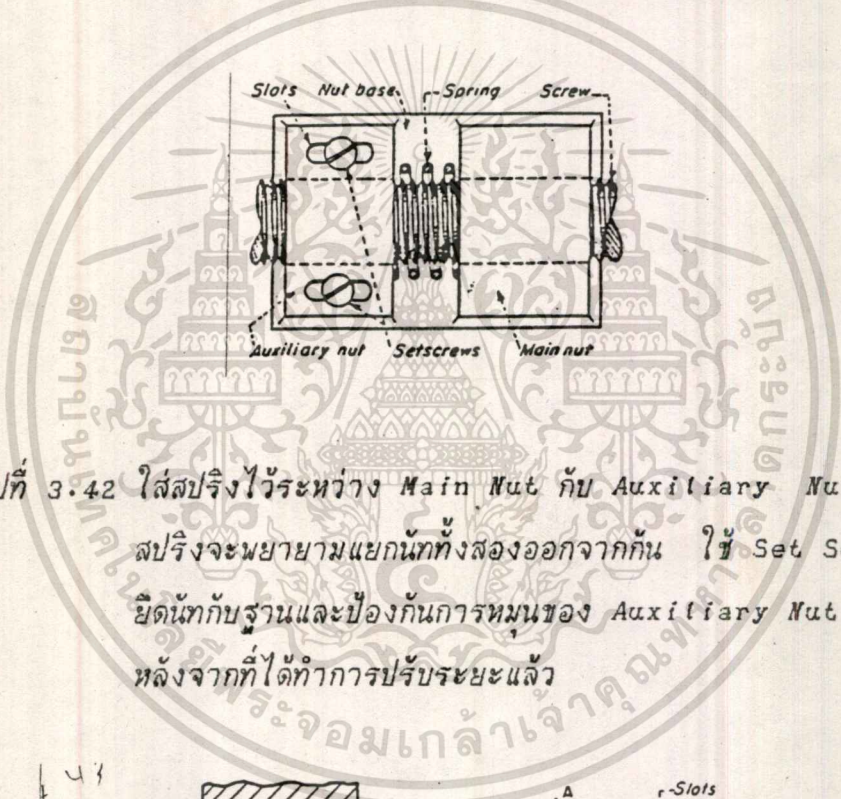 Slots Nut base Spring Screw
Auxiliary nut Setscrews Main nut
ที่ 3.42 ใส่สปริงไว้ระหว่าง Main Nut กับ Auxiliary Nu
สปริงจะพยายามแยกนัททั้งสองออกจากกัน ใช้ Set S
ยึดนัทกับฐานและป้องกันการหมุนของ Auxiliary Nut
หลังจากที่ได้ทำการปรับระยะแล้ว
A Slots